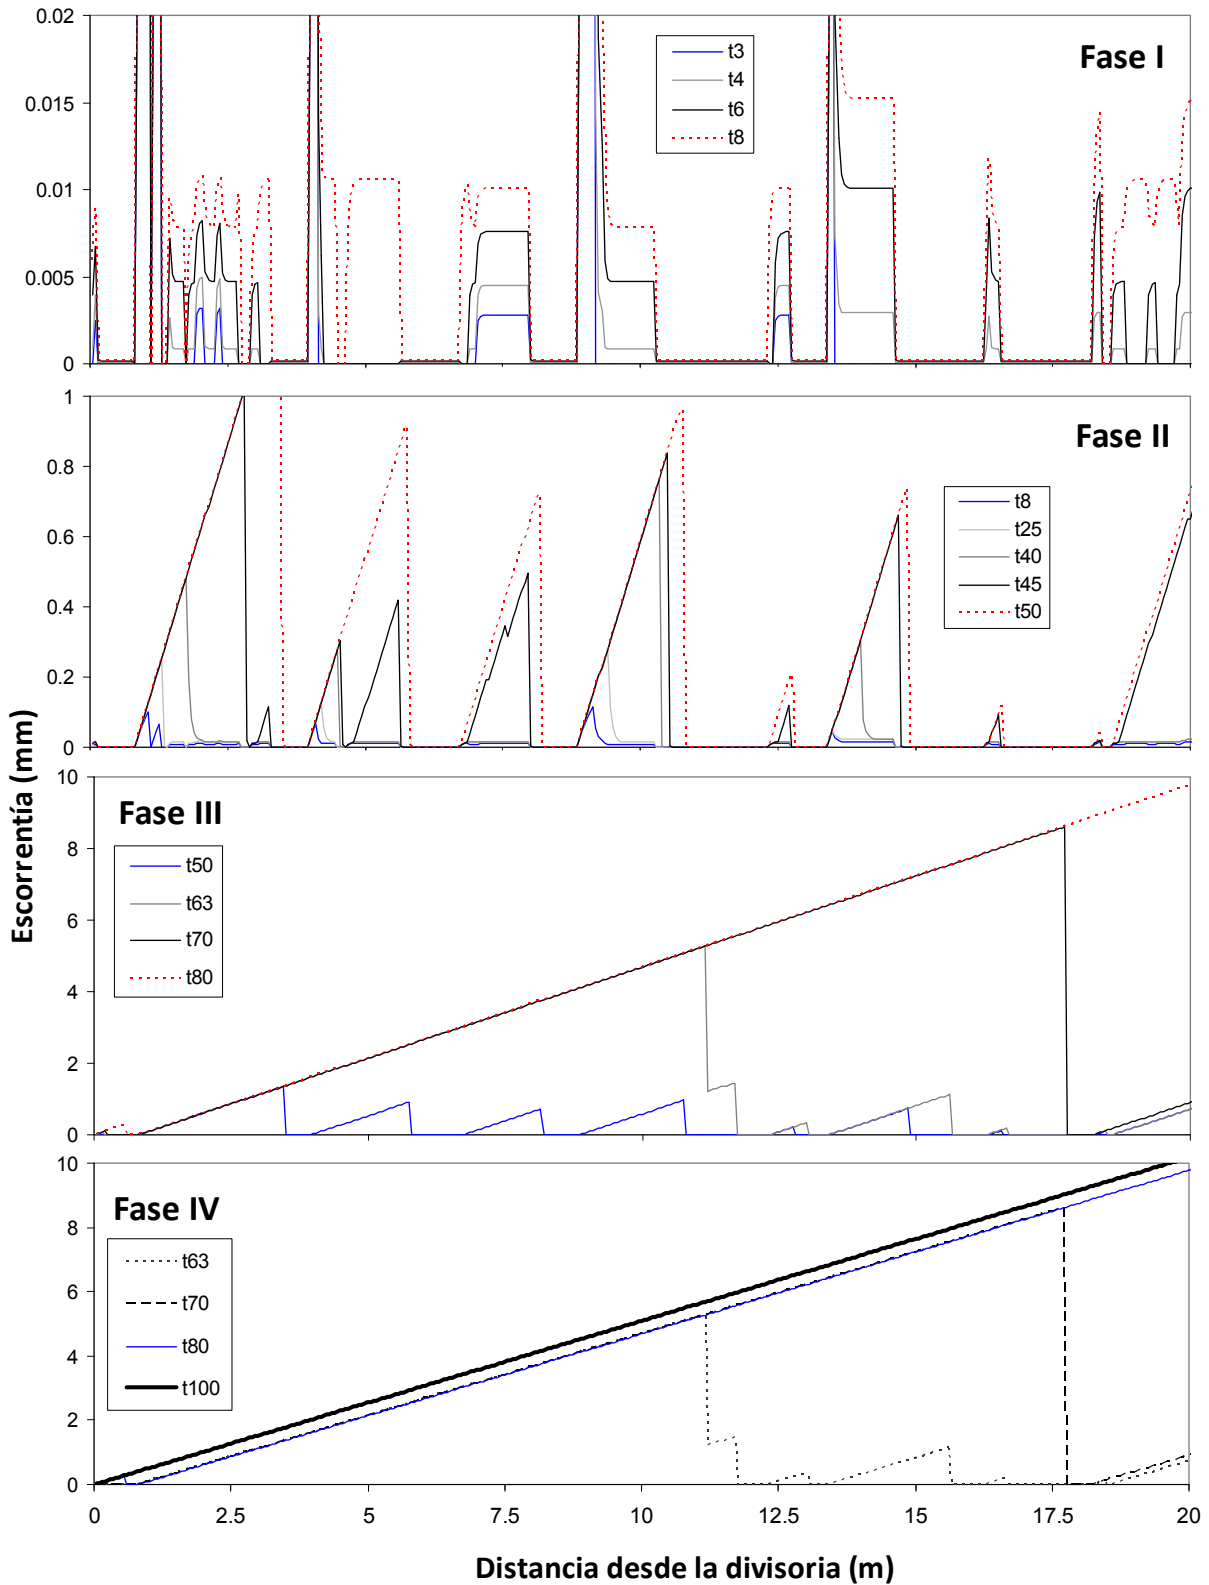 0.02
0.015
0.01
0.005
0
t3
t4
t6
t8
Fase I
1
0.8
0.6
0.4
0.2
0
Fase II
t8
t25
t40
t45
t50
Escorrentía (mm)
10
8
6
4
2
0
Fase III
t50
t63
t70
t80
10
8
6
4
2
0
Fase IV
t63
t70
t80
t100
0 2.5 5 7.5 10 12.5 15 17.5 20
Distancia desde la divisoria (m)